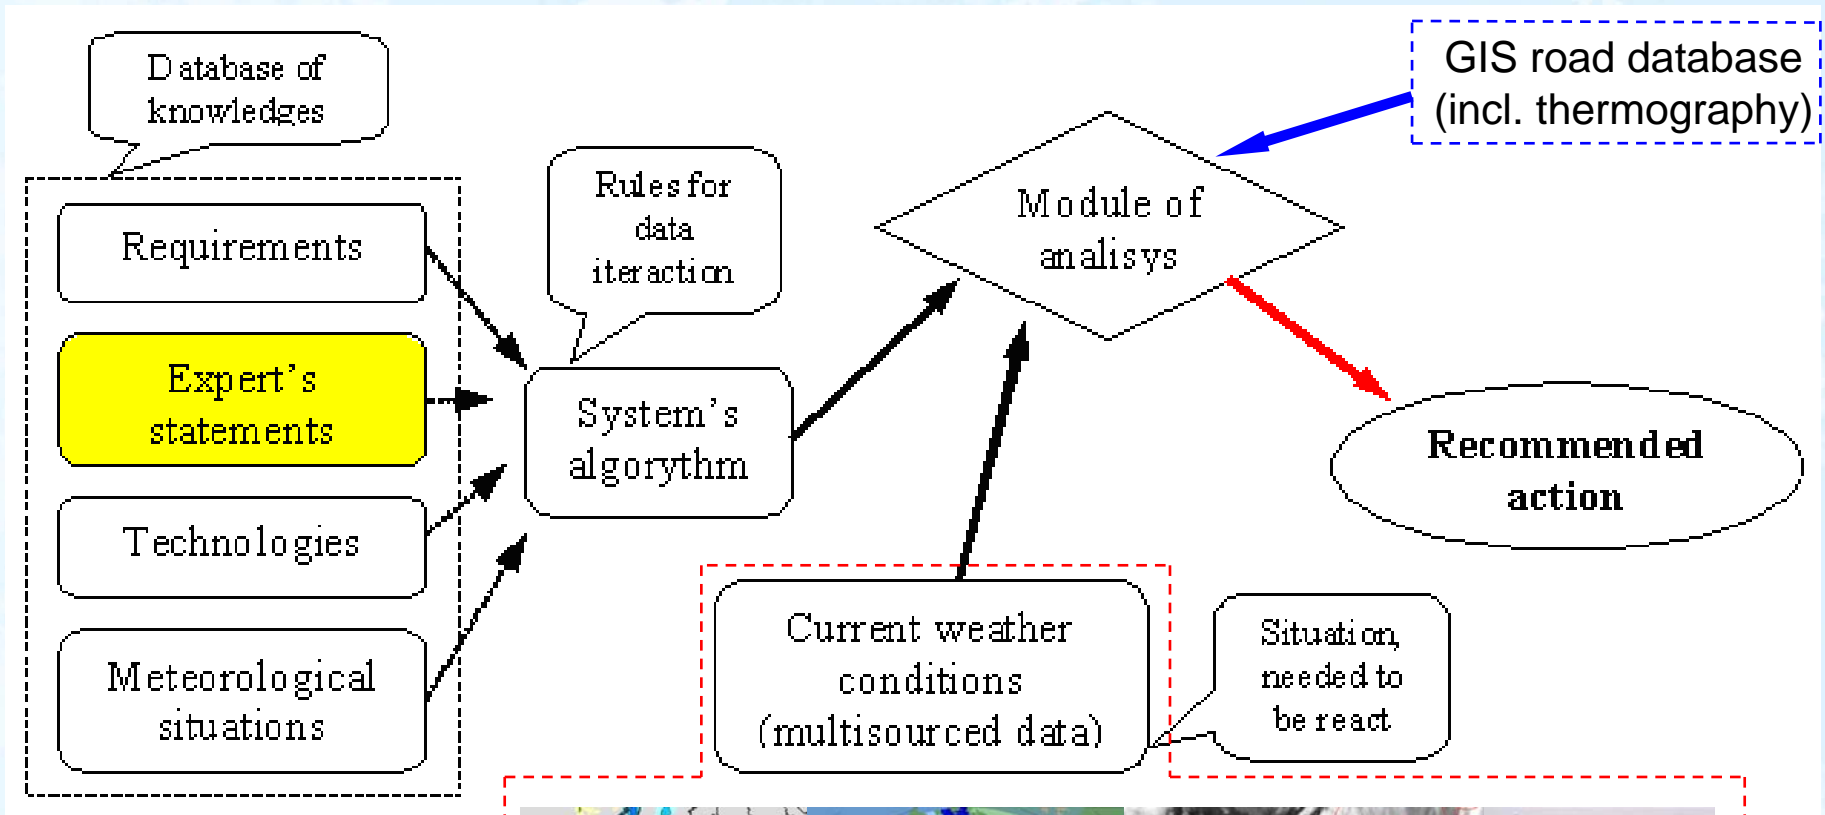 Database of
knowledges
Requirements
Expert's
statements
Technologies
Meteorological
situations
Rules for
data
iteraction
System's
algorythm
Module of
analisys
GIS road database
(incl. thermography)
Recommended
action
Current weather
conditions
(multisourced data)
Situation,
needed to
be react